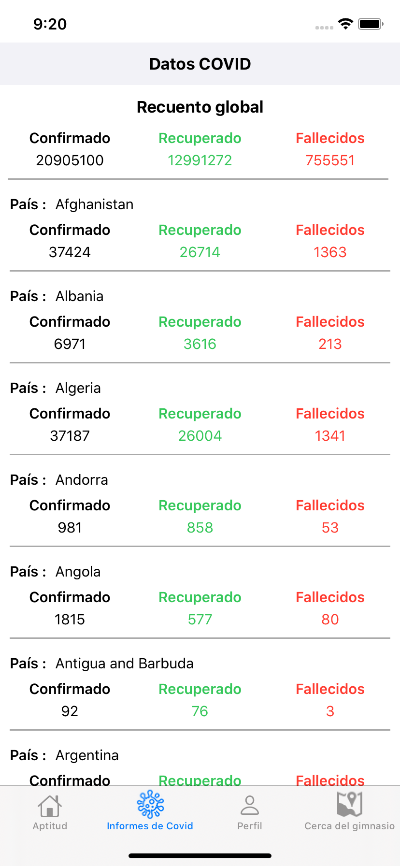 9:20
Datos COVID
Recuento global
Confirmado Recuperado Fallecidos
20905100 12991272 755551
País : Afghanistan
Confirmado Recuperado Fallecidos
37424 26714 1363
País : Albania
Confirmado Recuperado Fallecidos
6971 3616 213
País : Algeria
Confirmado Recuperado Fallecidos
37187 26004 1341
País : Andorra
Confirmado Recuperado Fallecidos
981 858 53
País : Angola
Confirmado Recuperado Fallecidos
1815 577 80
País : Antigua and Barbuda
Confirmado Recuperado Fallecidos
92 76 3
País : Argentina
Confirmado Recuperado Fallecidos
Aptitud Informes de Covid Perfil Cerca del gimnasio